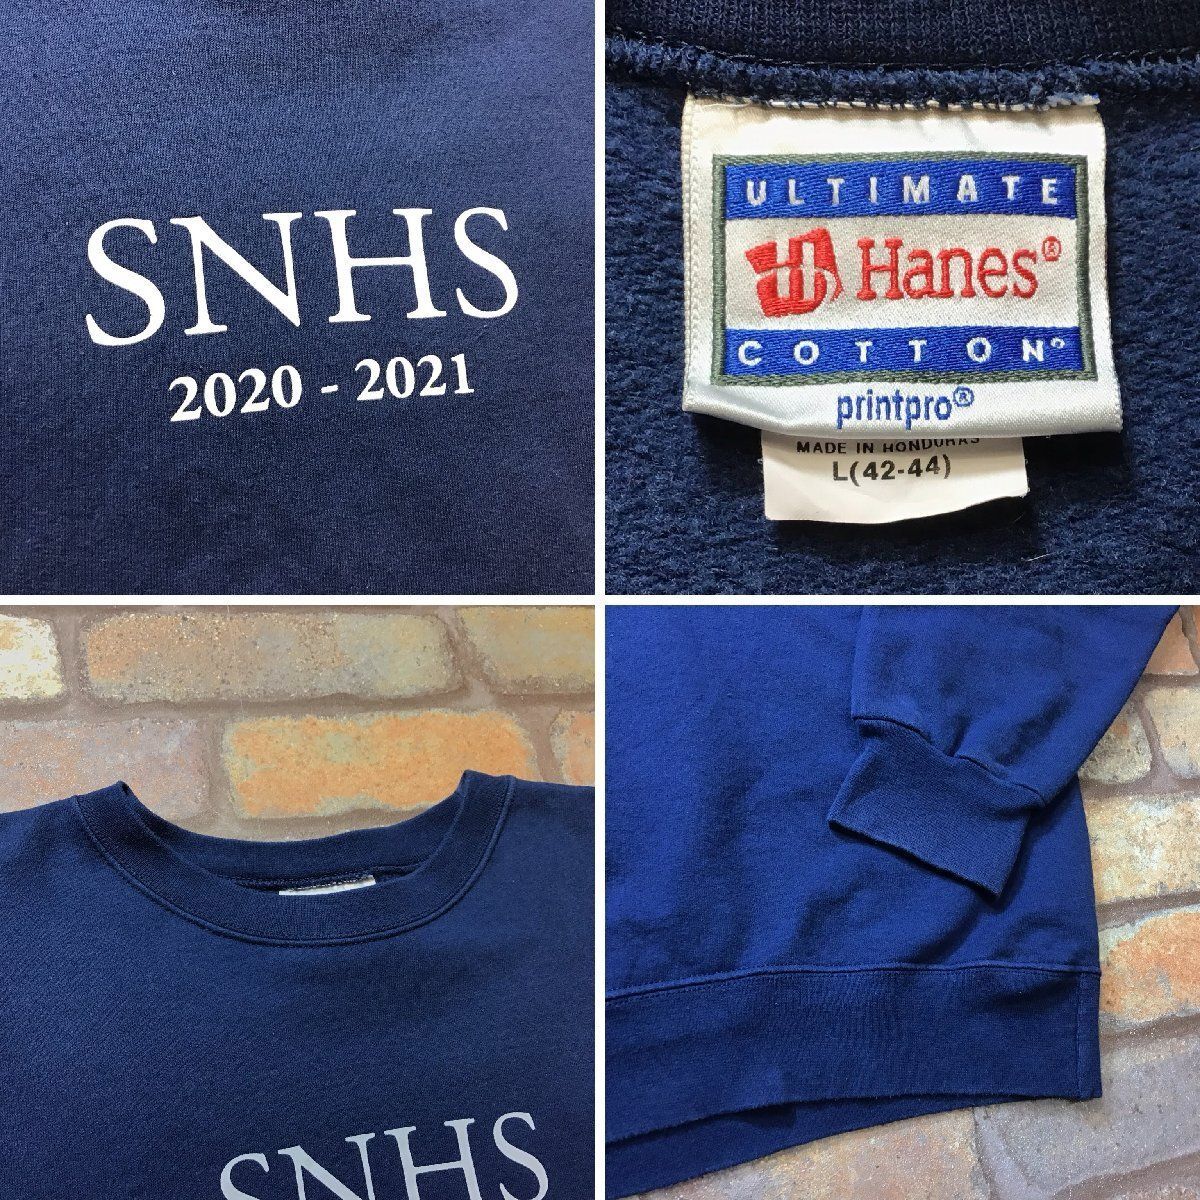 SNHS
2020 - 2021
ULTIMATE
Hanes®
COTTON®
printpro®
MADE IN HONDURAS
L(42-44)
SNHS